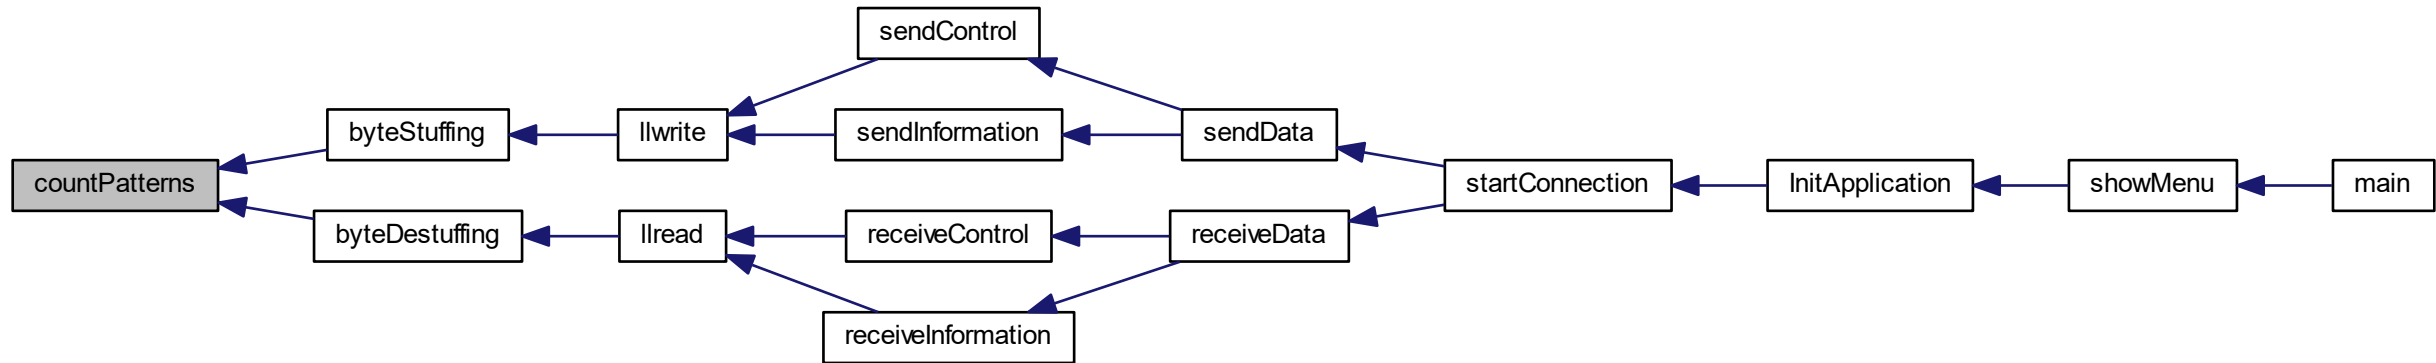 sendControl
byteStuffing
llwrite
sendInformation
sendData
countPatterns
startConnection
InitApplication
showMenu
main
byteDestuffing
llread
receiveControl
receiveData
receiveInformation